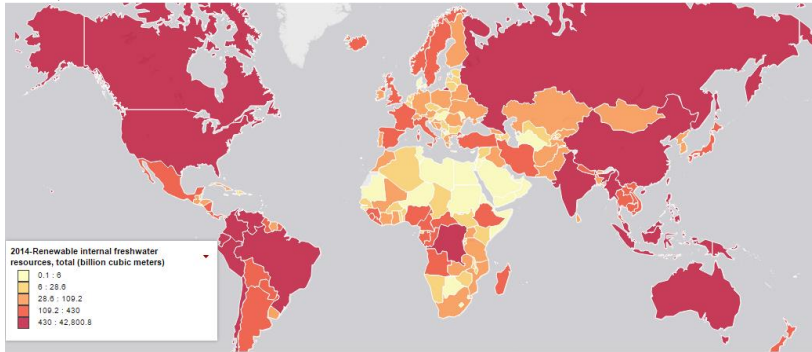 2014-Renewable internal freshwater
resources, total (billion cubic meters)
0.1 : 6
6 : 28.6
28.6 : 109.2
109.2 : 430
430 : 42,800.8